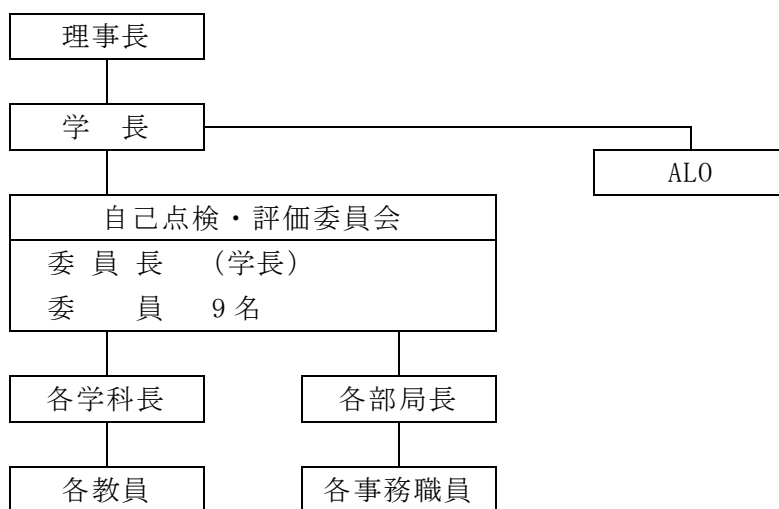 理事長
学　長
ALO
自己点検・評価委員会
委 員 長　（学長）
委　　員　9 名
各学科長　各部局長
各教員　各事務職員